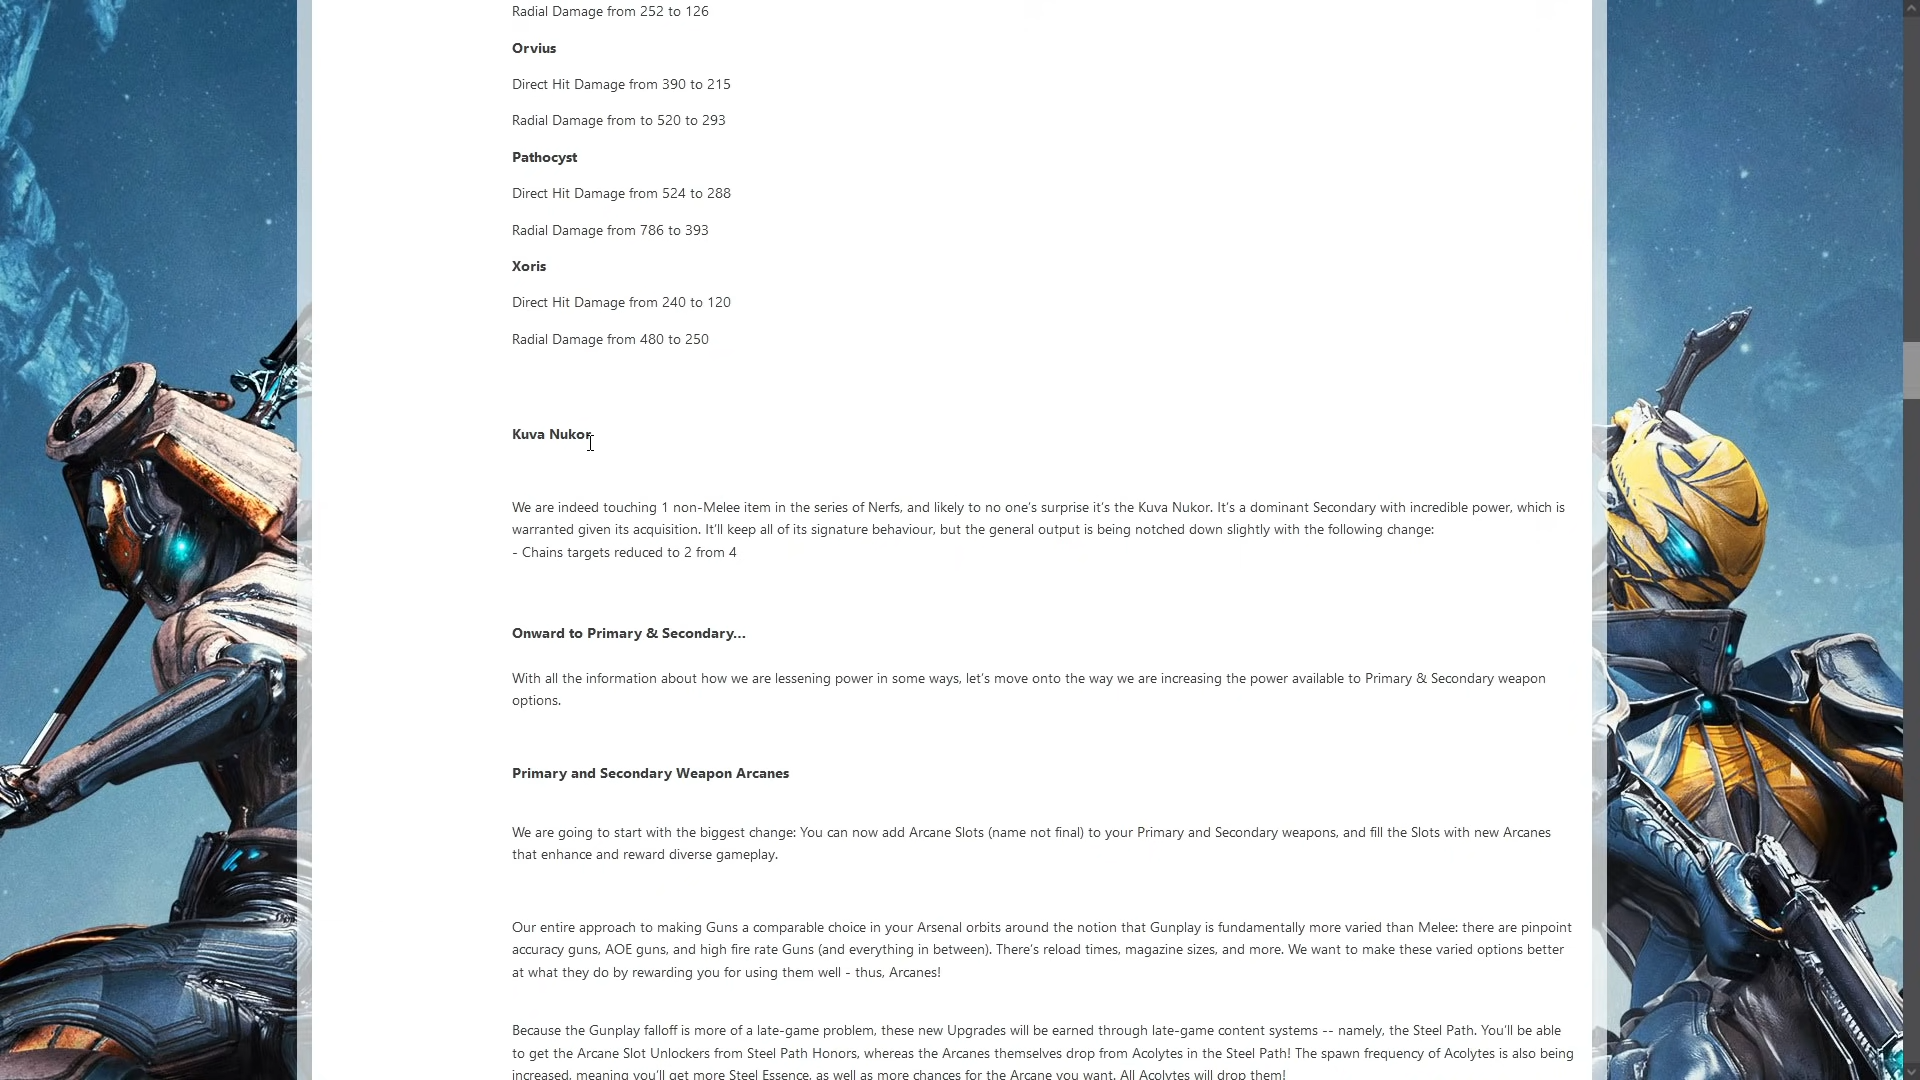 Radial Damage from 252 to 126
Orvius
Direct Hit Damage from 390 to 215
Radial Damage from to 520 to 293
Pathocyst
Direct Hit Damage from 524 to 288
Radial Damage from 786 to 393
Xoris
Direct Hit Damage from 240 to 120
Radial Damage from 480 to 250
Kuva Nukor
We are indeed touching 1 non-Melee item in the series of Nerfs, and likely to no one's surprise it's the Kuva Nukor. It's a dominant Secondary with incredible power, which is
warranted given its acquisition. It'll keep all of its signature behaviour, but the general output is being notched down slightly with the following change:
- Chains targets reduced to 2 from 4
Onward to Primary & Secondary...
With all the information about how we are lessening power in some ways, let's move onto the way we are increasing the power available to Primary & Secondary weapon
options.
Primary and Secondary Weapon Arcanes
We are going to start with the biggest change: You can now add Arcane Slots (name not final) to your Primary and Secondary weapons, and fill the Slots with new Arcanes
that enhance and reward diverse gameplay.
Our entire approach to making Guns a comparable choice in your Arsenal orbits around the notion that Gunplay is fundamentally more varied than Melee: there are pinpoint
accuracy guns, AOE guns, and high fire rate Guns (and everything in between). There's reload times, magazine sizes, and more. We want to make these varied options better
at what they do by rewarding you for using them well - thus, Arcanes!
Because the Gunplay falloff is more of a late-game problem, these new Upgrades will be earned through late-game content systems -- namely, the Steel Path. You'll be able
to get the Arcane Slot Unlockers from Steel Path Honors, whereas the Arcanes themselves drop from Acolytes in the Steel Path! The spawn frequency of Acolytes is also being
increased, meaning you'll get more Steel Essence, as well as more chances for the Arcane you want. All Acolytes will drop them!